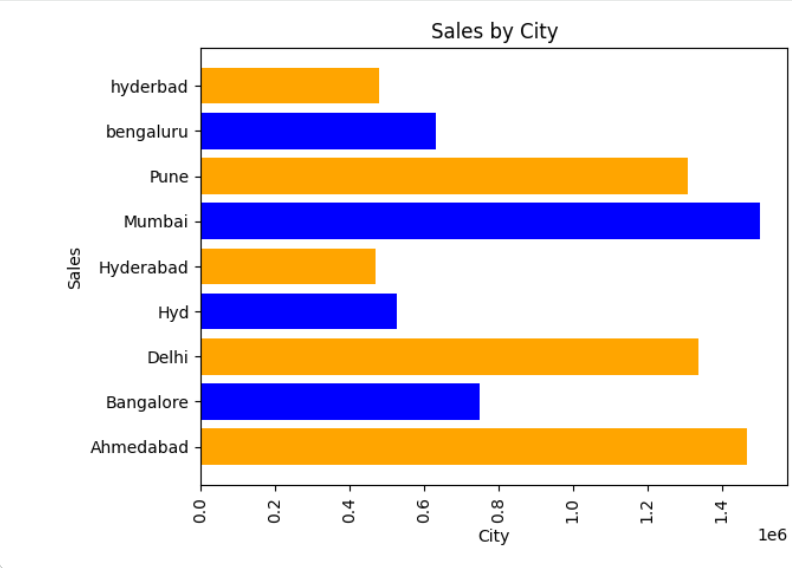 Sales by City
hyderbad
bengaluru
Pune
Mumbai
Hyderabad
Hyd
Delhi
Bangalore
Ahmedabad
Sales
0.0 0.2 0.4 0.6 0.8 1.0 1.2 1.4
1e6
City